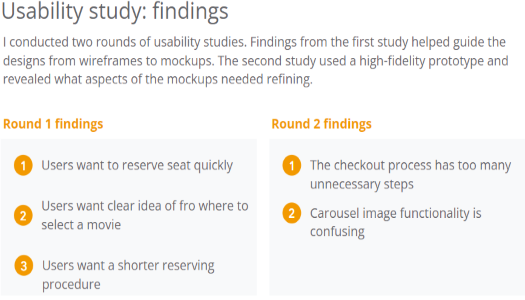 Usability study: findings
I conducted two rounds of usability studies. Findings from the first study helped guide the
designs from wireframes to mockups. The second study used a high-fidelity prototype and
revealed what aspects of the mockups needed refining.
Round 1 findings
1 Users want to reserve seat quickly
2 Users want clear idea of fro where to
select a movie
3 Users want a shorter reserving
procedure
Round 2 findings
1 The checkout process has too many
unnecessary steps
2 Carousel image functionality is
confusing